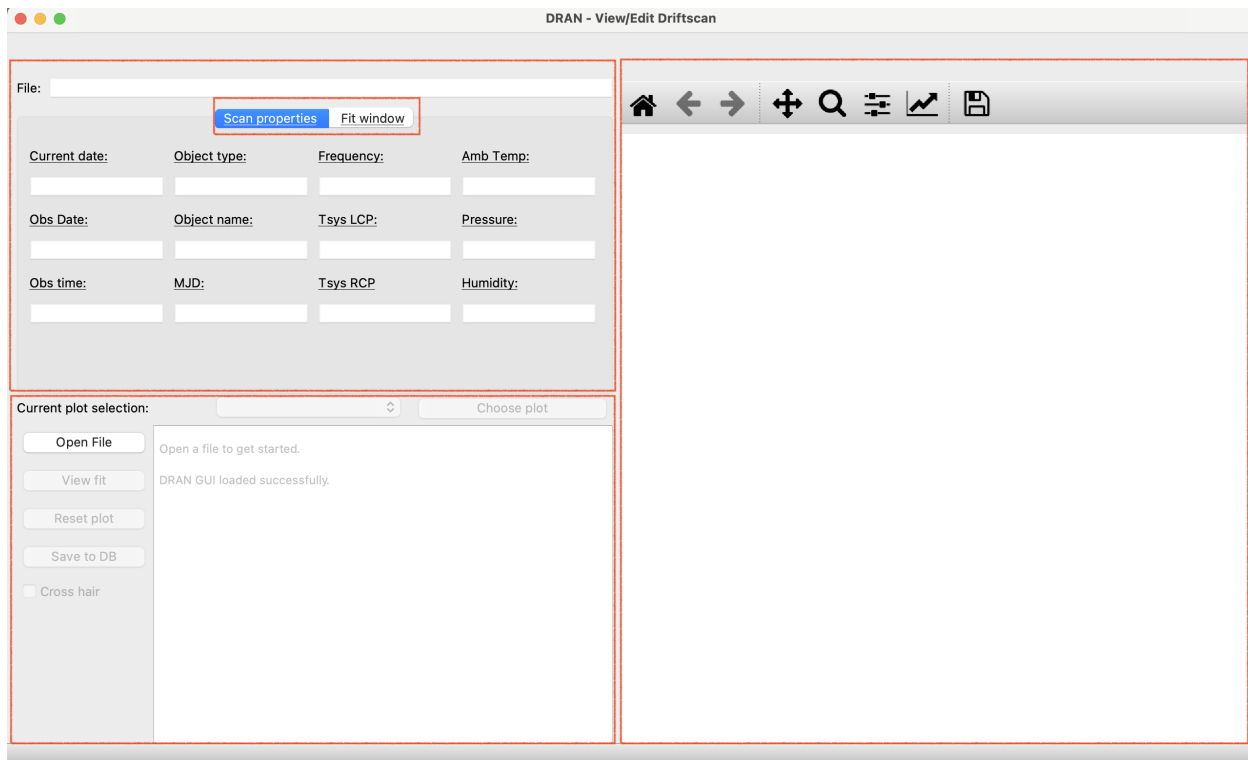 DRAN - View/Edit Driftscan
File:
Scan properties Fit window
Current date: Object type: Frequency: Amb Temp:
Obs Date: Object name: Tsys LCP: Pressure:
Obs time: MJD: Tsys RCP Humidity:
Current plot selection: Choose plot
Open File
Open a file to get started.
View fit
DRAN GUI loaded successfully.
Reset plot
Save to DB
Cross hair